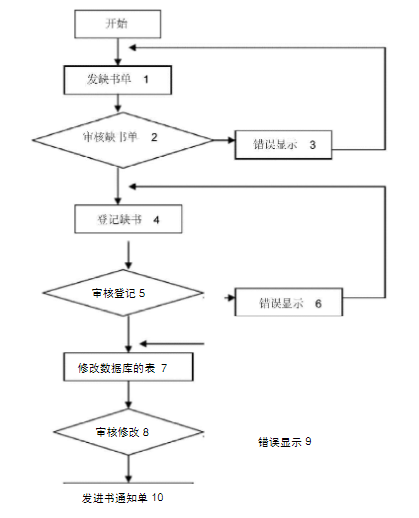 开始
发缺书单 1
审核缺书单 2
错误显示 3
登记缺书 4
审核登记 5
错误显示 6
修改数据库的表 7
审核修改 8
错误显示 9
发进书通知单 10